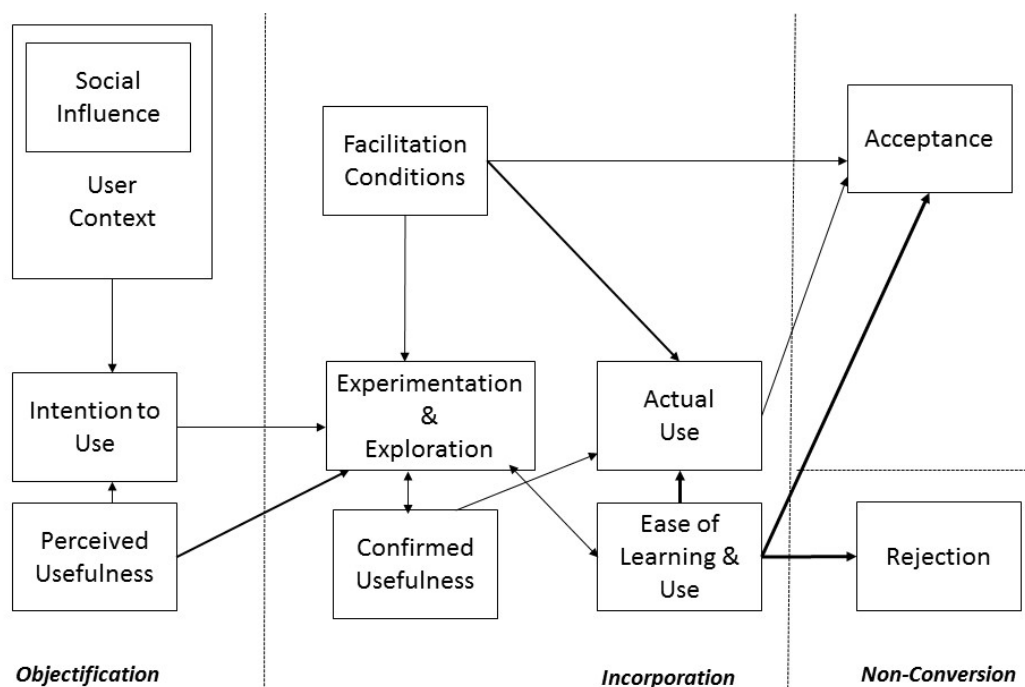 Social
Influence
User
Context
Facilitation
Conditions
Acceptance
Intention to
Use
Experimentation
&
Exploration
Actual
Use
Perceived
Usefulness
Confirmed
Usefulness
Ease of
Learning &
Use
Rejection
Objectification
Incorporation
Non-Conversion